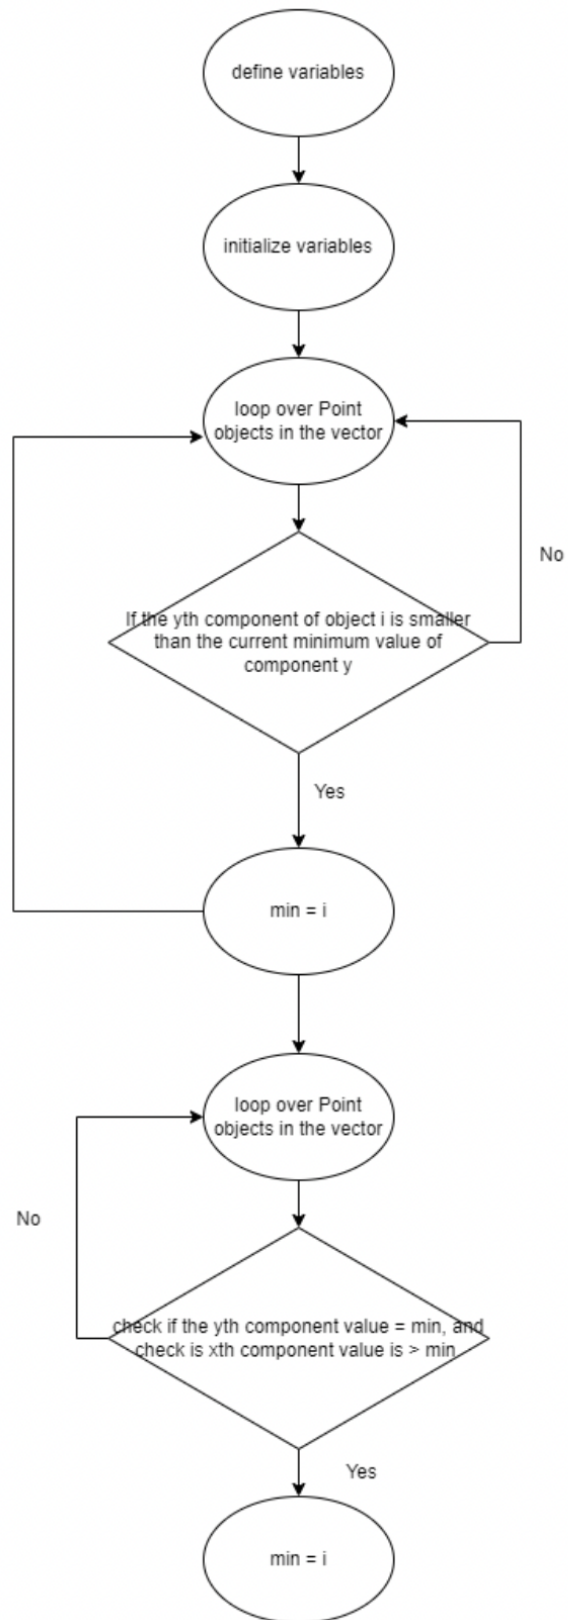 define variables
initialize variables
loop over Point
objects in the vector
If the yth component of object i is smaller
than the current minimum value of
component y
No
Yes
min = i
loop over Point
objects in the vector
No
check if the yth component value = min, and
check is xth component value is > min
Yes
min = i